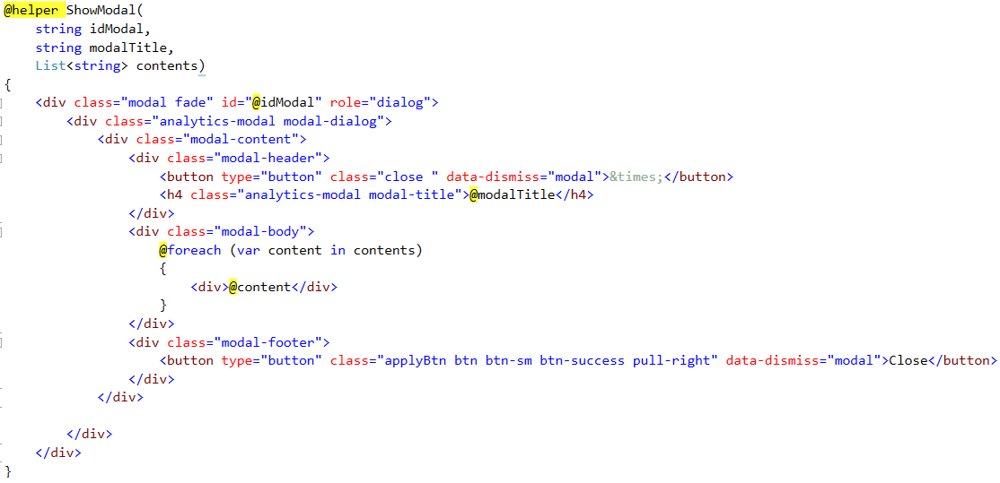 @helper ShowModal(
    string idModal,
    string modalTitle,
    List<string> contents)
{
    <div class="modal fade" id="@idModal" role="dialog">
        <div class="analytics-modal modal-dialog">
            <div class="modal-content">
                <div class="modal-header">
                    <button type="button" class="close " data-dismiss="modal">&times;</button>
                    <h4 class="analytics-modal modal-title">@modalTitle</h4>
                </div>
                <div class="modal-body">
                    @foreach (var content in contents)
                    {
                        <div>@content</div>
                    }
                </div>
                <div class="modal-footer">
                    <button type="button" class="applyBtn btn btn-sm btn-success pull-right" data-dismiss="modal">Close</button>
                </div>
            </div>

        </div>
    </div>
}